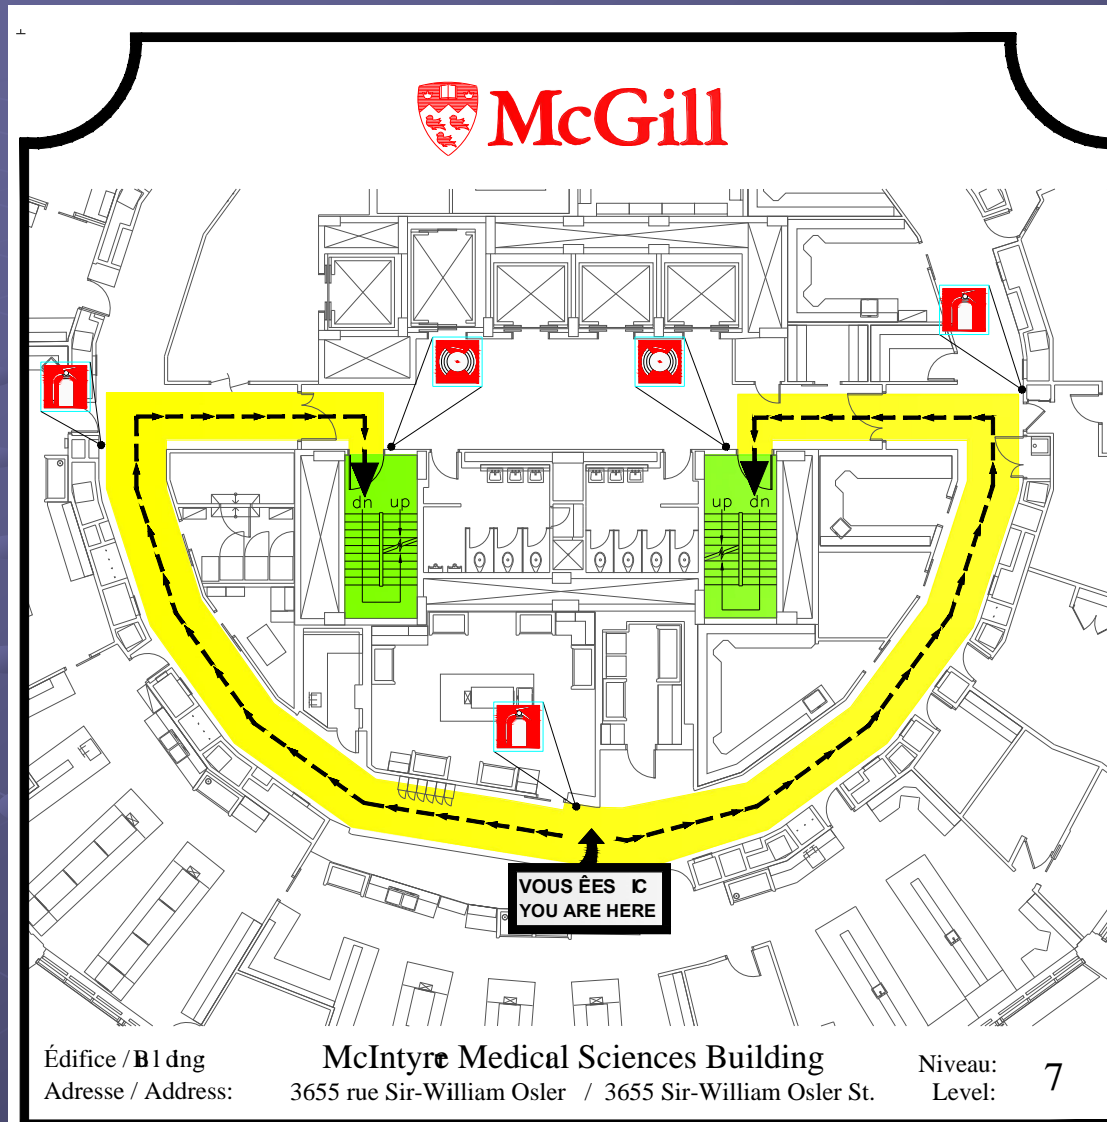 McGill
dn up
up dn
VOUS ÊES IC
YOU ARE HERE
Édifice /
McIntyre Medical Sciences Building
Niveau:
Adresse / Address:
3655 rue Sir-William Osler / 3655 Sir-William Osler St.
Level:
7